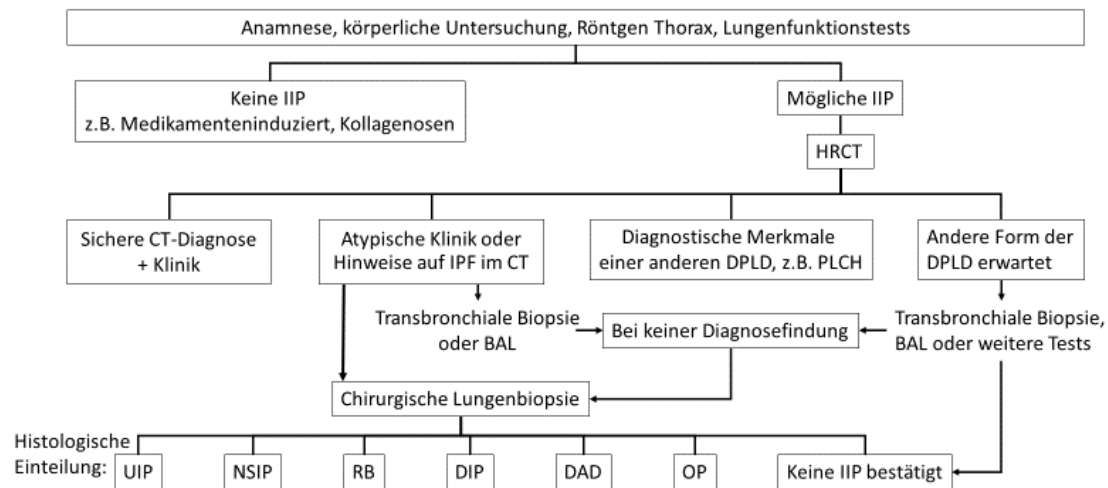 Anamnese, körperliche Untersuchung, Röntgen Thorax, Lungenfunktionstests
Keine IIP
z.B. Medikamenteninduziert, Kollagenosen
Mögliche IIP
HRCT
Sichere CT-Diagnose
+ Klinik
Atypische Klinik oder
Hinweise auf IPF im CT
Diagnostische Merkmale
einer anderen DPLD, z.B. PLCH
Andere Form der
DPLD erwartet
Transbronchiale Biopsie
oder BAL
Bei keiner Diagnosefindung
Transbronchiale Biopsie,
BAL oder weitere Tests
Chirurgische Lungenbiopsie
Histologische
Einteilung:
UIP
NSIP
RB
DIP
DAD
OP
Keine IIP bestätigt